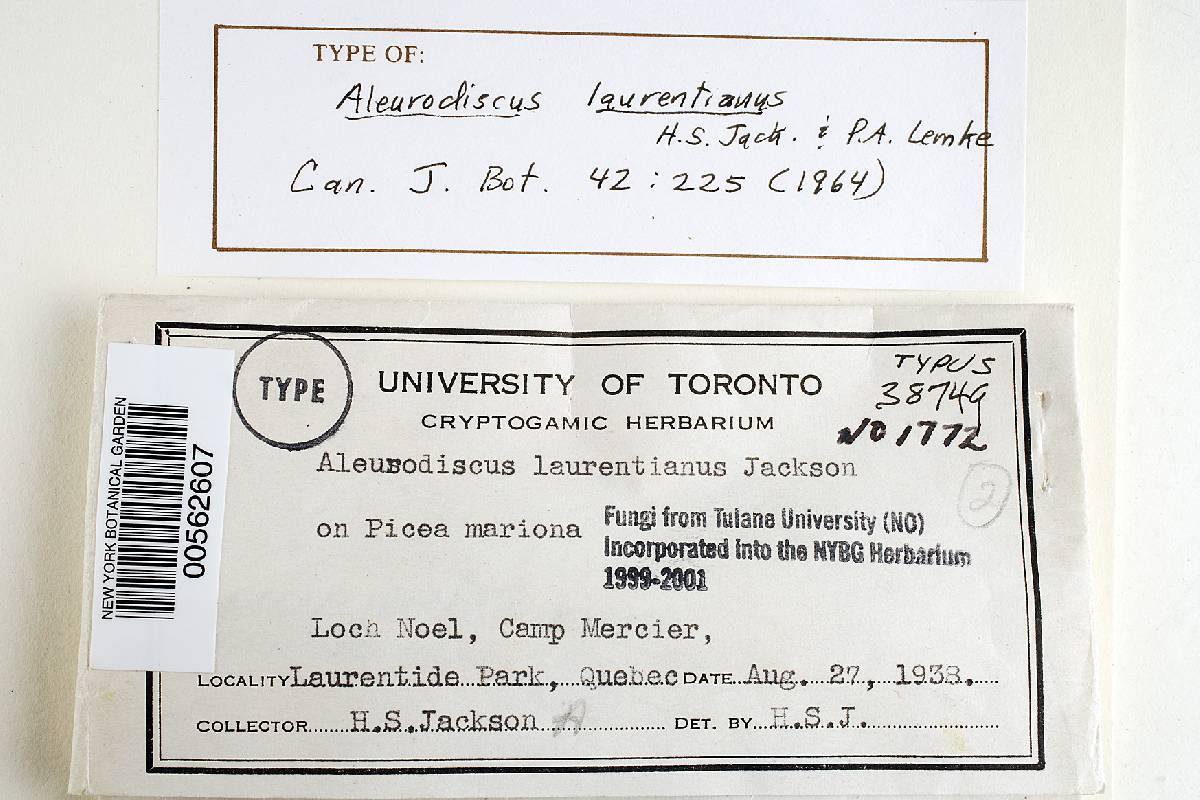 TYPE OF:
Aleurodiscus laurentianus
H.S. Jack. & P.A. Lemke
Can. J. Bot. 42 : 225 (1964)
NEW YORK BOTANICAL GARDEN
00562607
TYPE
UNIVERSITY OF TORONTO
CRYPTOGAMIC HERBARIUM
TYPUS
38749
NO 1772
Aleurodiscus laurentianus Jackson
2
on Picea mariona
Fungi from Tulane University (NO)
Incorporated into the NYBG Herbarium
1999-2001
Loch Noel, Camp Mercier,
LOCALITY Laurentide Park, Quebec DATE Aug. 27, 1938.
COLLECTOR H.S.Jackson DET. BY H.S.J.